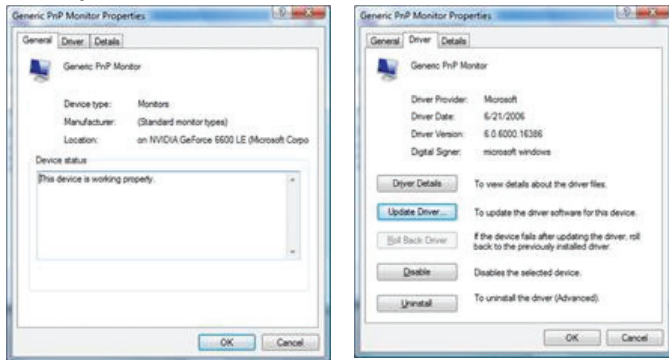 Generic PnP Monitor Properties
General Driver Details
Generic PnP Monitor
Device type: Monitors
Manufacturer: (Standard monitor types)
Location: on NVIDIA GeForce 6600 LE (Microsoft Corpo
Device status
This device is working properly.
OK Cancel
Generic PnP Monitor Properties
General Driver Details
Generic PnP Monitor
Driver Provider: Microsoft
Driver Date: 6/21/2006
Driver Version: 6.0.6000.16386
Digital Signer: microsoft windows
Driver Details To view details about the driver files.
Update Driver... To update the driver software for this device.
Roll Back Driver If the device fails after updating the driver, roll
back to the previously installed driver.
Disable Disables the selected device.
Uninstall To uninstall the driver (Advanced).
OK Cancel